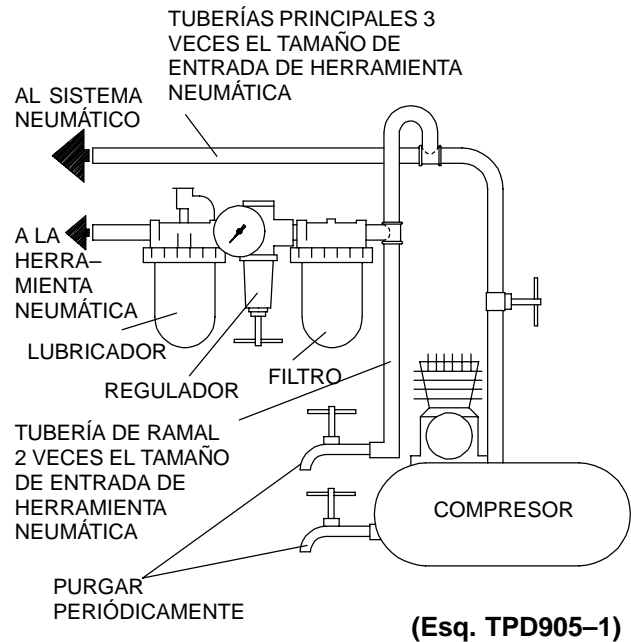 TUBERÍAS PRINCIPALES 3
VECES EL TAMAÑO DE
ENTRADA DE HERRAMIENTA
NEUMÁTICA
AL SISTEMA
NEUMÁTICO
A LA
HERRA–
MIENTA
NEUMÁTICA
LUBRICADOR
REGULADOR
FILTRO
TUBERÍA DE RAMAL
2 VECES EL TAMAÑO
DE ENTRADA DE
HERRAMIENTA
NEUMÁTICA
COMPRESOR
PURGAR
PERIÓDICAMENTE
(Esq. TPD905–1)